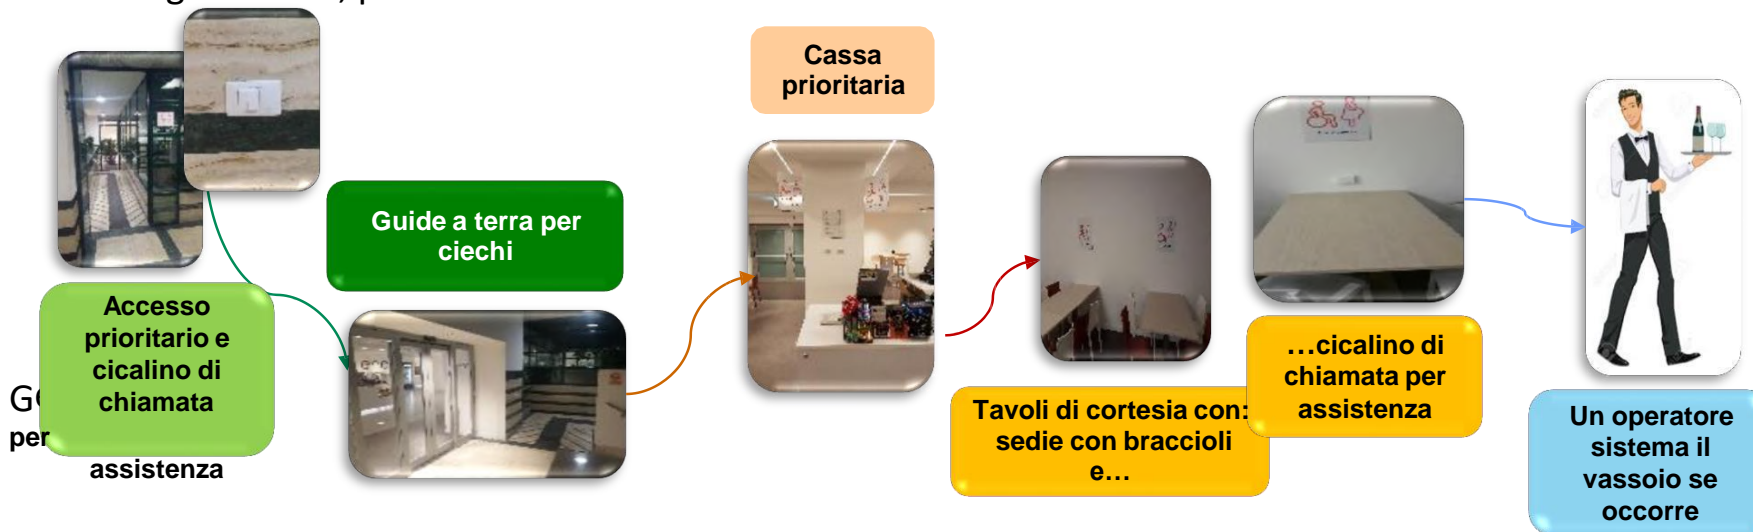 Cassa
prioritaria
Guide a terra per
ciechi
Accesso
prioritario e
cicalino di
chiamata
per
assistenza
Tavoli di cortesia con:
sedie con braccioli
e...
...cicalino di
chiamata per
assistenza
Un operatore
sistema il
vassoio se
occorre